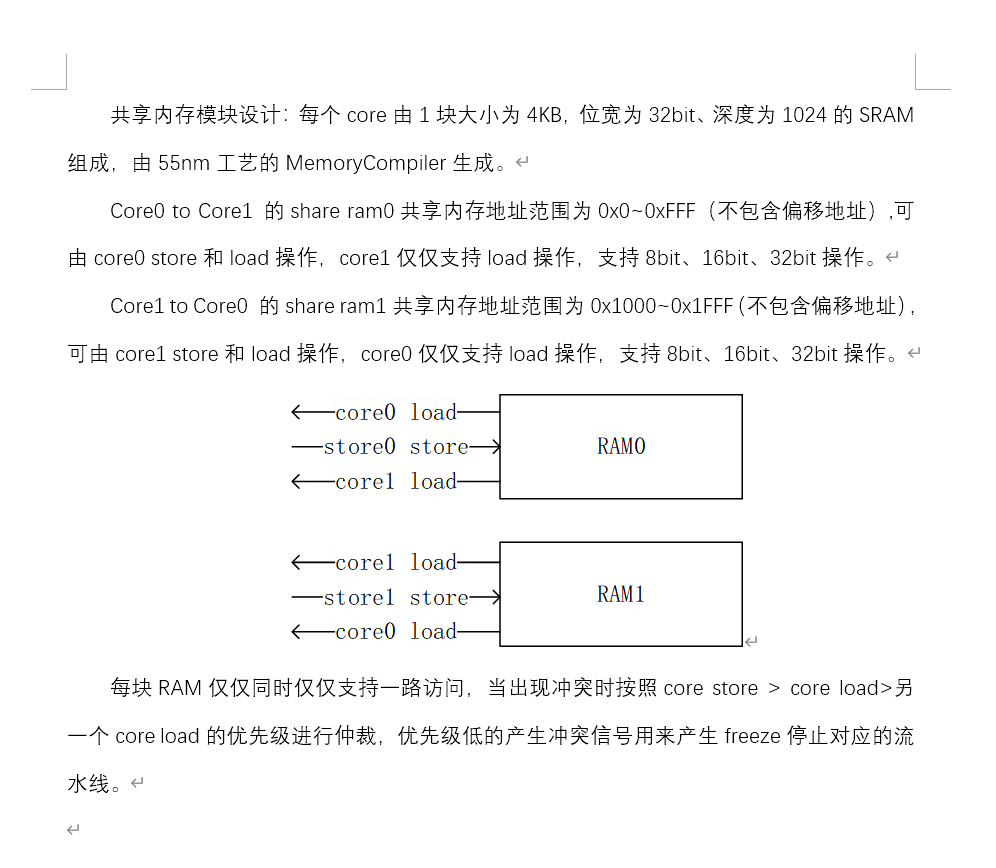 共享内存模块设计：每个 core 由 1 块大小为 4KB，位宽为 32bit、深度为 1024 的 SRAM
组成，由 55nm 工艺的 MemoryCompiler 生成。
Core0 to Core1 的 share ram0 共享内存地址范围为 0x0~0xFFF（不包含偏移地址）,可
由 core0 store 和 load 操作，core1 仅仅支持 load 操作，支持 8bit、16bit、32bit 操作。
Core1 to Core0 的 share ram1 共享内存地址范围为 0x1000~0x1FFF（不包含偏移地址），
可由 core1 store 和 load 操作，core0 仅仅支持 load 操作，支持 8bit、16bit、32bit 操作。
core0 load
store0 store
core1 load
RAM0
core1 load
store1 store
core0 load
RAM1
每块 RAM 仅仅同时仅仅支持一路访问，当出现冲突时按照 core store > core load>另
一个 core load 的优先级进行仲裁，优先级低的产生冲突信号用来产生 freeze 停止对应的流
水线。